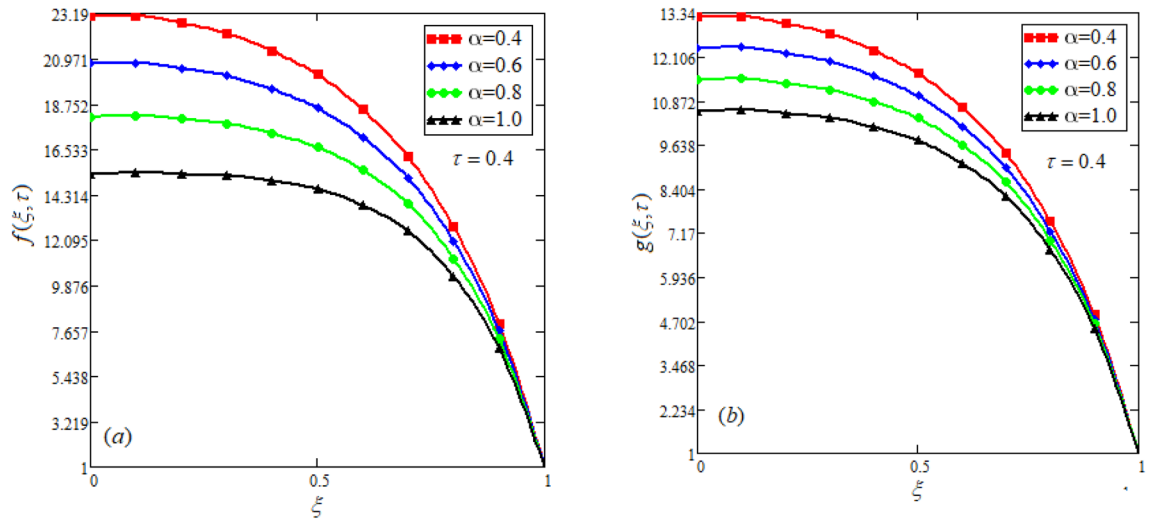 23.19
20.971
18.752
16.533
14.314
12.095
9.876
7.657
5.438
3.219
1
f(ξ,τ)
α=0.4
α=0.6
α=0.8
α=1.0
τ = 0.4
(a)
0
0.5
1
ξ
13.34
12.106
10.872
9.638
8.404
7.17
5.936
4.702
3.468
2.234
1
g(ξ,τ)
α=0.4
α=0.6
α=0.8
α=1.0
τ = 0.4
(b)
0
0.5
1
ξ